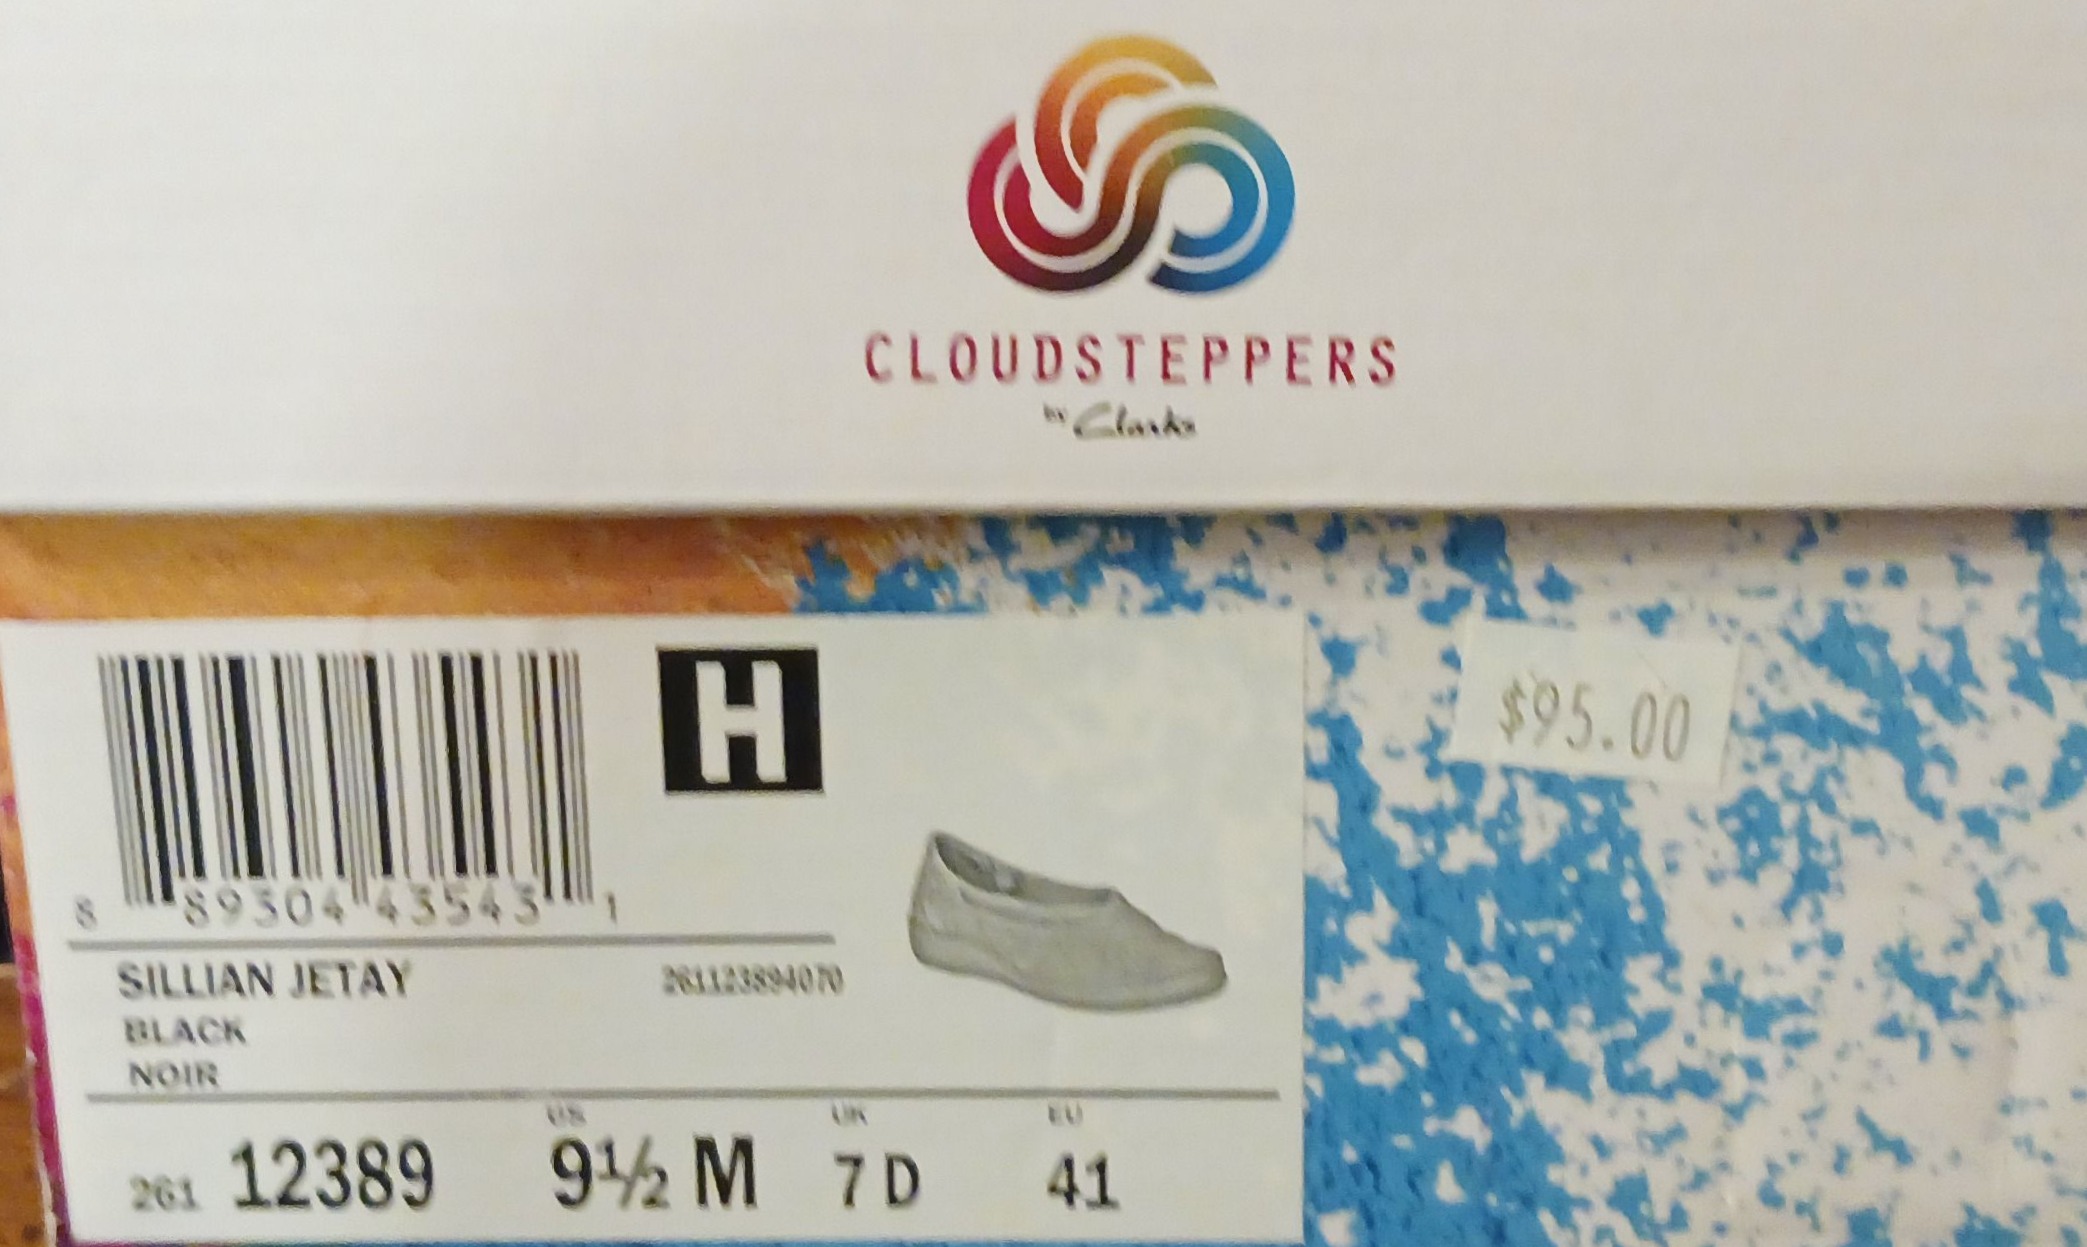 CLOUDSTEPPERS
by Clarks
$95.00
H
8 89304 43543 1
SILLIAN JETAY 261123894070
BLACK
NOIR
US UK EU
261 12389 9½ M 7 D 41